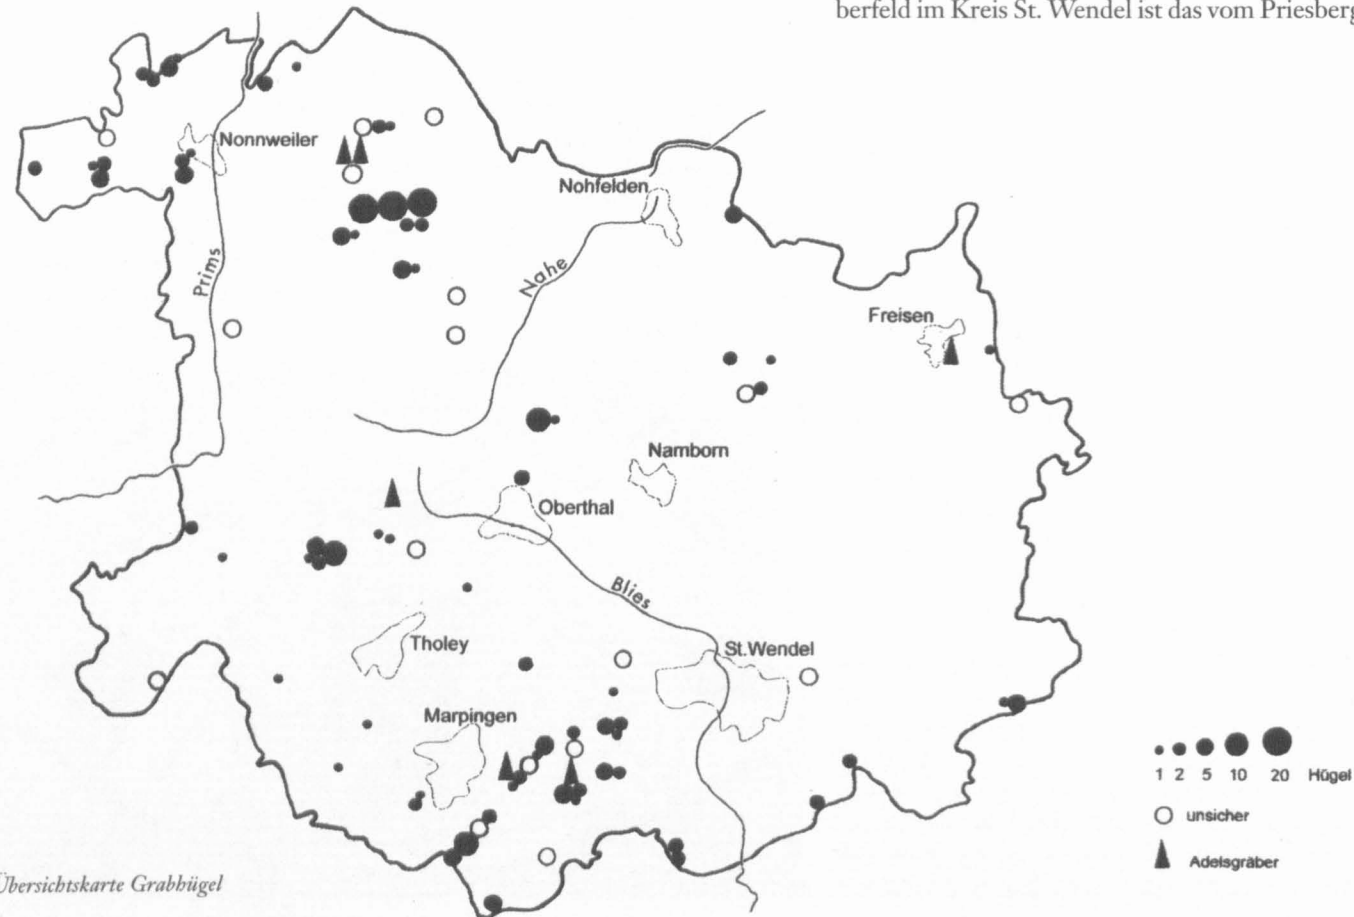 berfeld im Kreis St. Wendel ist das vom Priesberg
Nonnweiler
Nohfelden
Prims
Nahe
Freisen
Namborn
Oberthal
Blies
Tholey
St.Wendel
Marpingen
1 2 5 10 20 Hügel
unsicher
Adelsgräber
Übersichtskarte Grabhügel